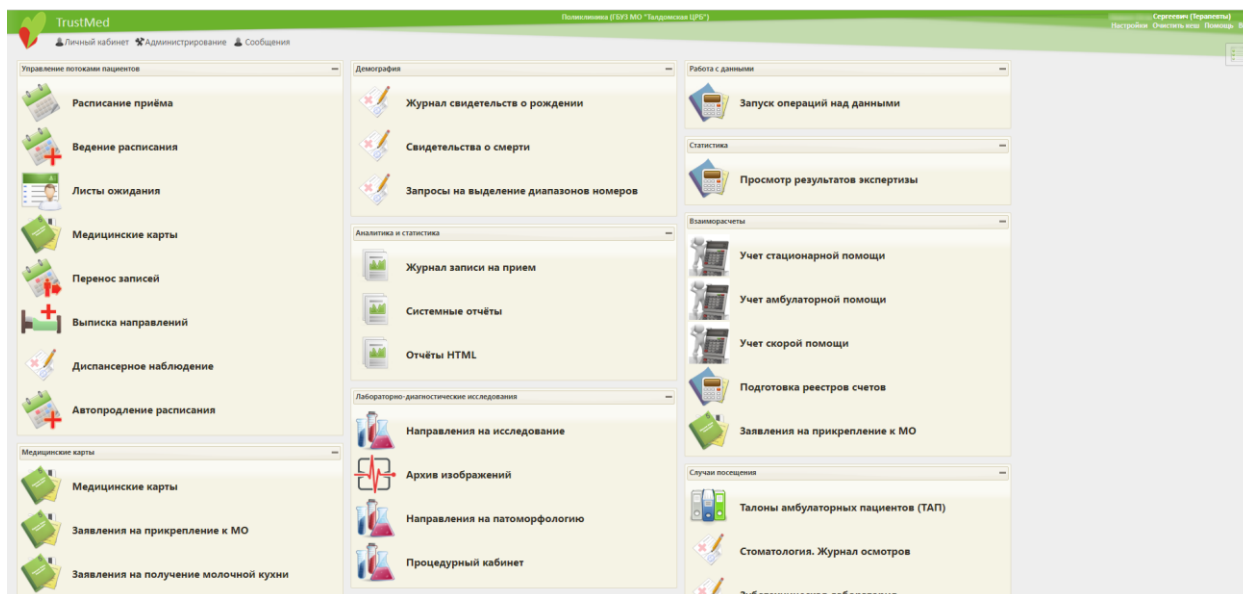 TrustMed
Поликлиника (ГБУЗ МО "Талдомская ЦРБ")
Сергеевич (Терапевты)
Настройки Очистить кеш Помощь В
Личный кабинет Администрирование Сообщения
Управление потоками пациентов
Расписание приёма
Ведение расписания
Листы ожидания
Медицинские карты
Перенос записей
Выписка направлений
Диспансерное наблюдение
Автопродление расписания
Медицинские карты
Медицинские карты
Заявления на прикрепление к МО
Заявления на получение молочной кухни
Демография
Журнал свидетельств о рождении
Свидетельства о смерти
Запросы на выделение диапазонов номеров
Аналитика и статистика
Журнал записи на прием
Системные отчёты
Отчёты HTML
Лабораторно-диагностические исследования
Направления на исследование
Архив изображений
Направления на патоморфологию
Процедурный кабинет
Работа с данными
Запуск операций над данными
Статистика
Просмотр результатов экспертизы
Взаиморасчеты
Учет стационарной помощи
Учет амбулаторной помощи
Учет скорой помощи
Подготовка реестров счетов
Заявления на прикрепление к МО
Случаи посещения
Талоны амбулаторных пациентов (ТАП)
Стоматология. Журнал осмотров